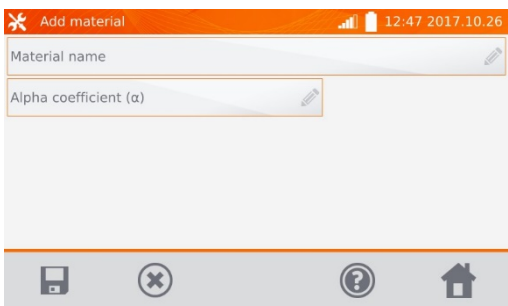 Add material 12:47 2017.10.26
Material name
Alpha coefficient (α)